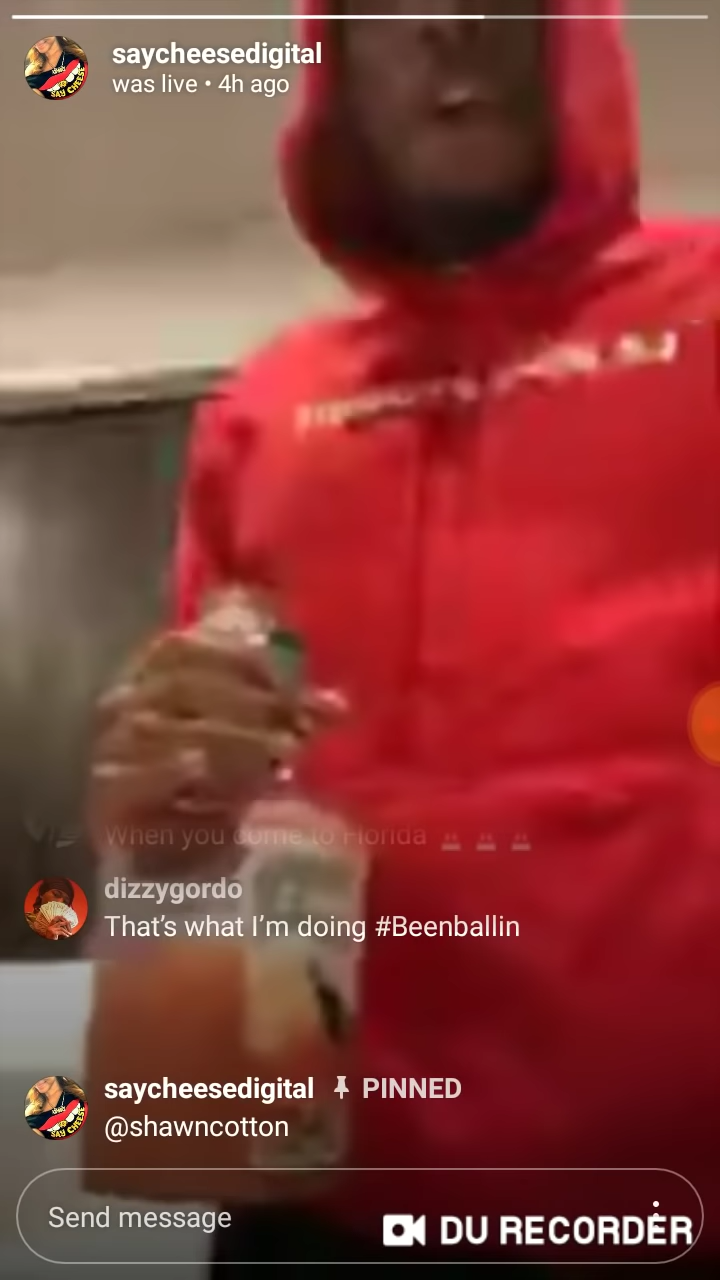 saycheesedigital
was live • 4h ago
When you come to Florida
dizzygordo
That's what I'm doing #Beenballin
saycheesedigital PINNED
@shawncotton
Send message
DU RECORDER